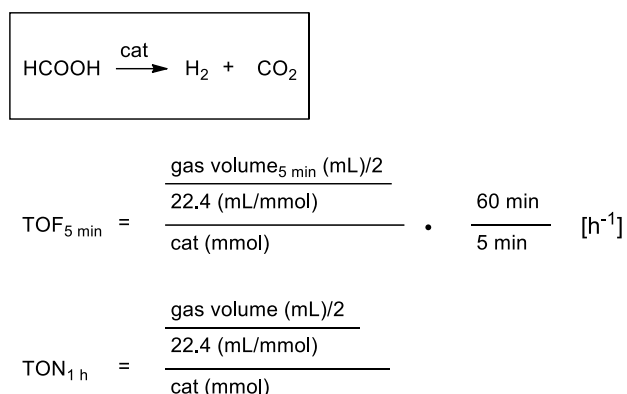 HCOOH cat H2 + CO2
gas volume5 min (mL)/2
22.4 (mL/mmol)
TOF5 min = cat (mmol) • 60 min 5 min [h-1]
gas volume (mL)/2
22.4 (mL/mmol)
TON1 h = cat (mmol)